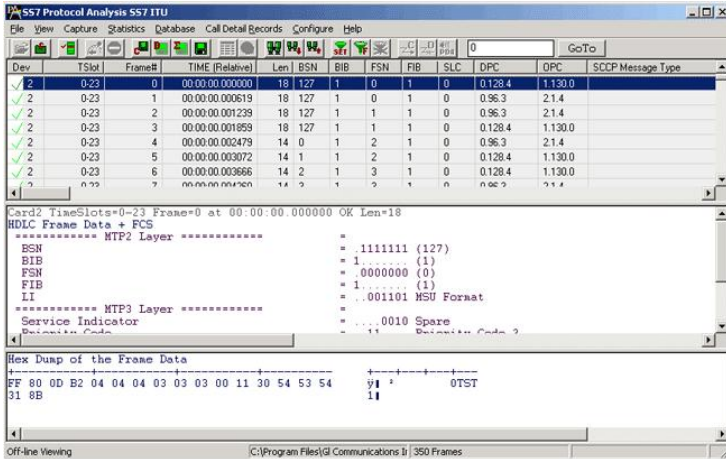 SS7 Protocol Analysis SS7 ITU
File View Capture Statistics Database Call Detail Records Configure Help
0 GoTo
Dev TSlot Frame# TIME (Relative) Len BSN BIB FSN FIB SLC DPC OPC SCCP Message Type
2 0-23 0 00:00:00.000000 18 127 1 0 1 0 0.128.4 1.130.0
2 0-23 1 00:00:00.000619 18 127 1 0 1 0 0.96.3 2.1.4
2 0-23 2 00:00:00.001239 18 127 1 1 1 0 0.96.3 2.1.4
2 0-23 3 00:00:00.001859 18 127 1 1 1 0 0.128.4 1.130.0
2 0-23 4 00:00:00.002479 14 0 1 2 1 0 0.96.3 2.1.4
2 0-23 5 00:00:00.003072 14 1 1 2 1 0 0.128.4 1.130.0
2 0-23 6 00:00:00.003666 14 2 1 3 1 0 0.128.4 1.130.0
Card2 TimeSlots=0-23 Frame=0 at 00:00:00.000000 OK Len=18
HDLC Frame Data + FCS
============ MTP2 Layer ============ =
BSN = .1111111 (127)
BIB = 1....... (1)
FSN = .0000000 (0)
FIB = 1....... (1)
LI = ..001101 MSU Format
============ MTP3 Layer ============ =
Service Indicator = ....0010 Spare
Priority Code = ..11.... Priority Code 3
Hex Dump of the Frame Data
FF 80 0D B2 04 04 04 03 03 03 00 11 30 54 53 54 ÿ ² 0TST
31 8B 1
Off-line Viewing C:\Program Files\Gl Communications Ir 350 Frames